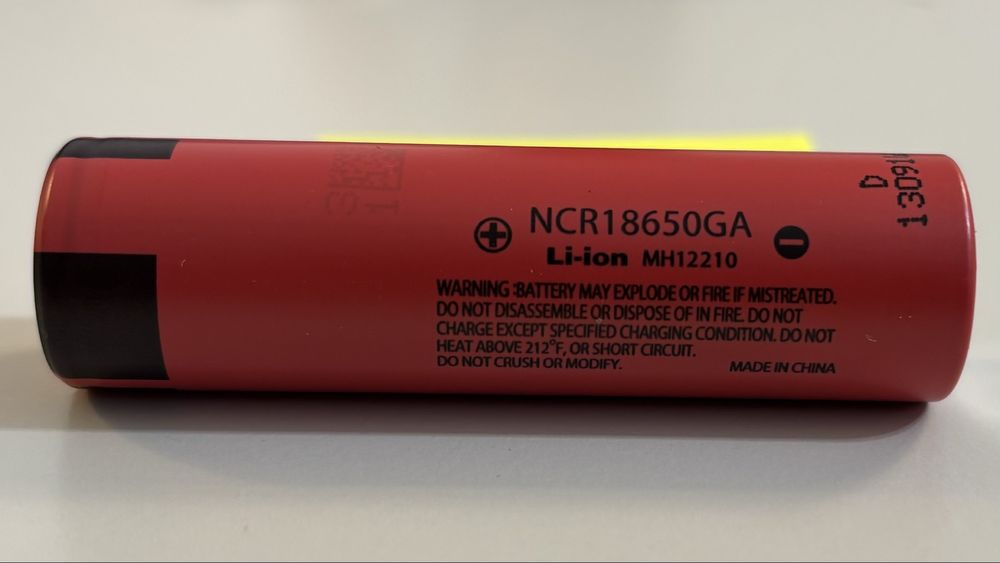 NCR18650GA
Li-ion MH12210
WARNING :BATTERY MAY EXPLODE OR FIRE IF MISTREATED.
DO NOT DISASSEMBLE OR DISPOSE OF IN FIRE. DO NOT
CHARGE EXCEPT SPECIFIED CHARGING CONDITION. DO NOT
HEAT ABOVE 212°F, OR SHORT CIRCUIT.
DO NOT CRUSH OR MODIFY.
MADE IN CHINA
D